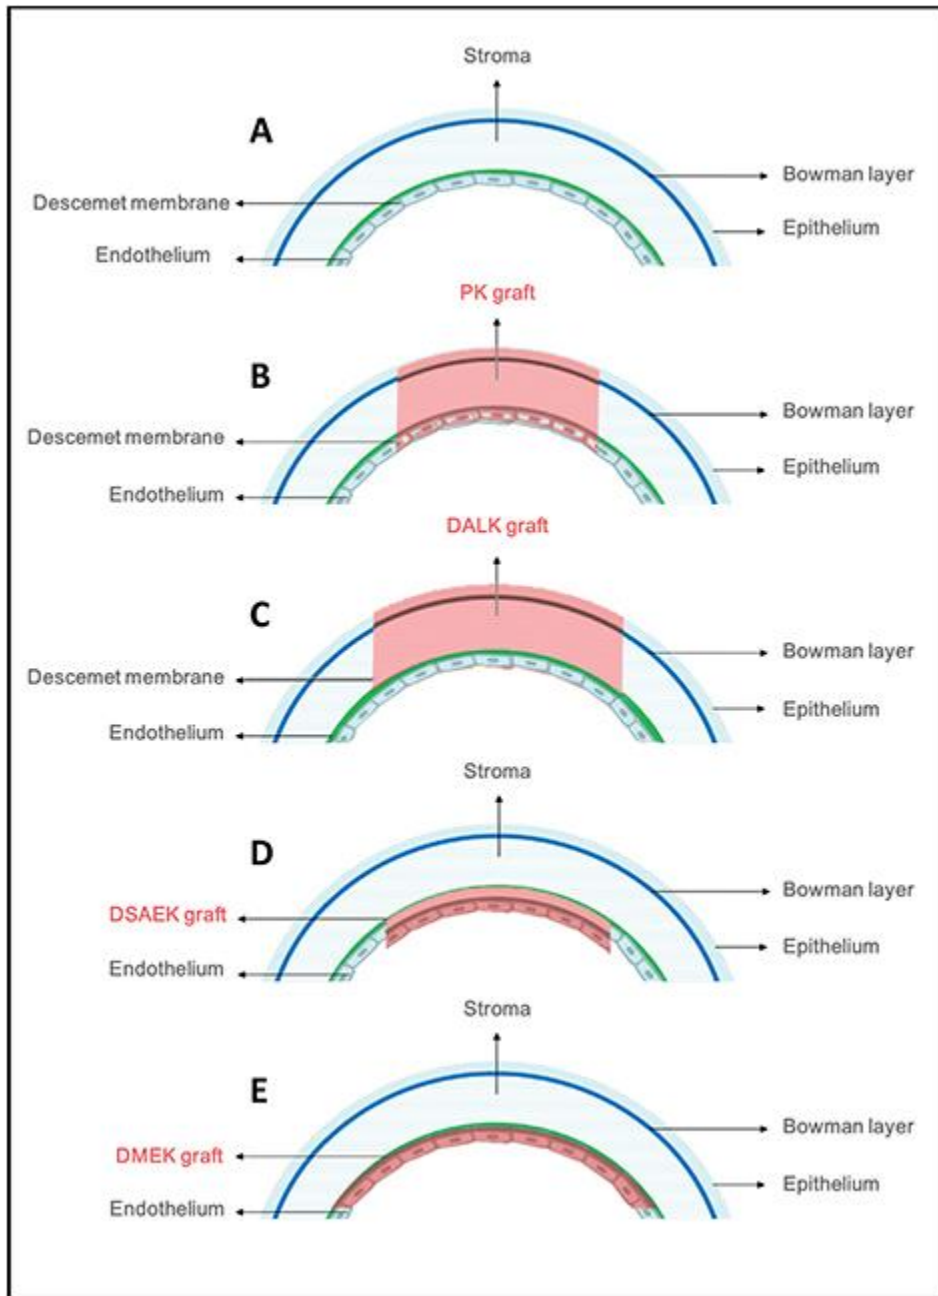 Stroma
A
Bowman layer
Descemet membrane
Epithelium
Endothelium
PK graft
B
Bowman layer
Descemet membrane
Epithelium
Endothelium
DALK graft
C
Bowman layer
Descemet membrane
Epithelium
Endothelium
Stroma
D
Bowman layer
DSAEK graft
Epithelium
Endothelium
Stroma
E
Bowman layer
DMEK graft
Epithelium
Endothelium